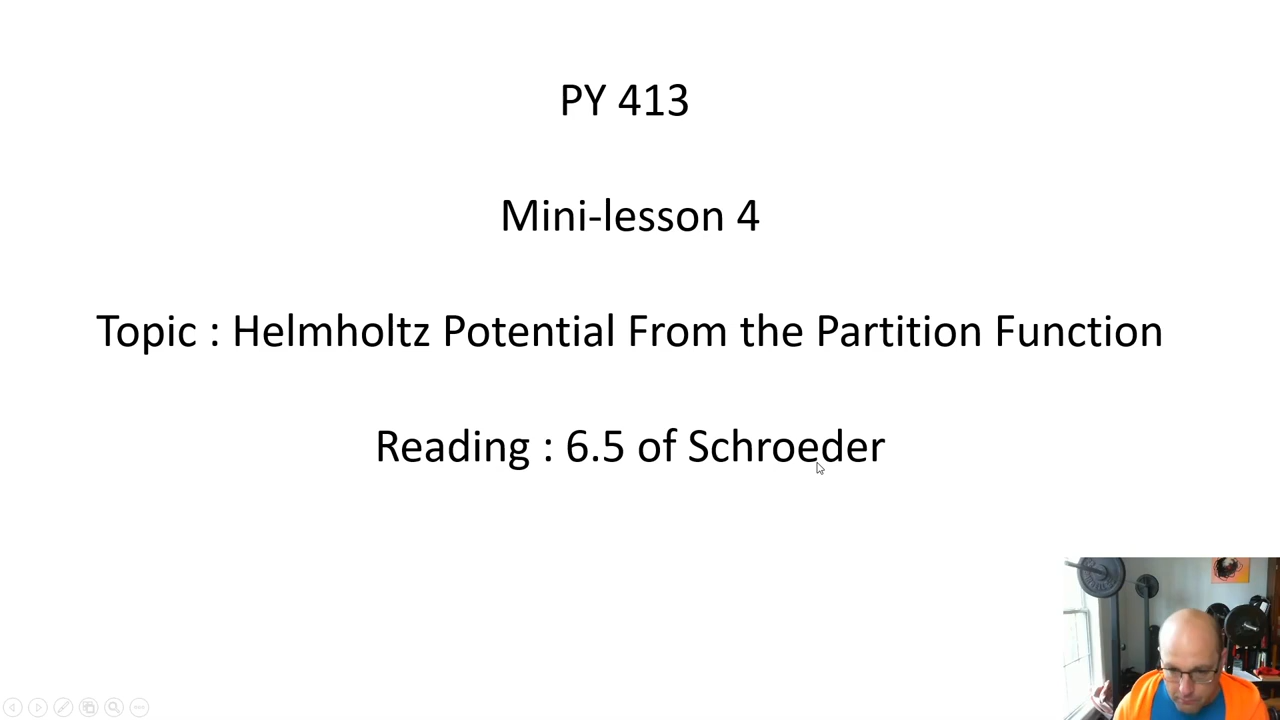 PY 413
Mini-lesson 4
Topic : Helmholtz Potential From the Partition Function
Reading : 6.5 of Schroeder